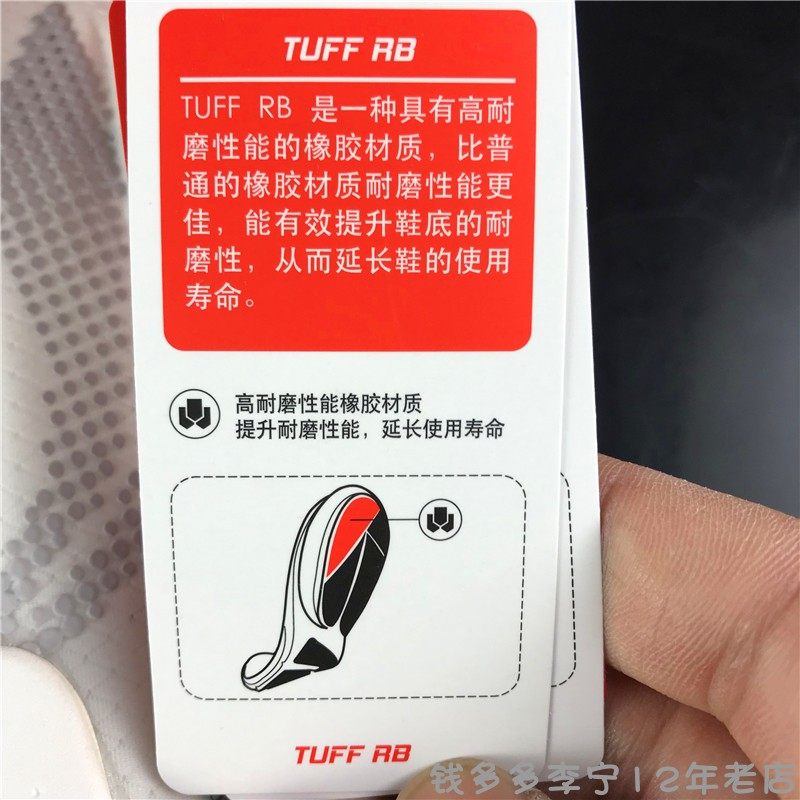 TUFF RB
TUFF RB 是一种具有高耐
磨性能的橡胶材质，比普
通的橡胶材质耐磨性能更
佳，能有效提升鞋底的耐
磨性，从而延长鞋的使用
寿命。
高耐磨性能橡胶材质
提升耐磨性能，延长使用寿命
TUFF RB
钱多多李宁12年老店